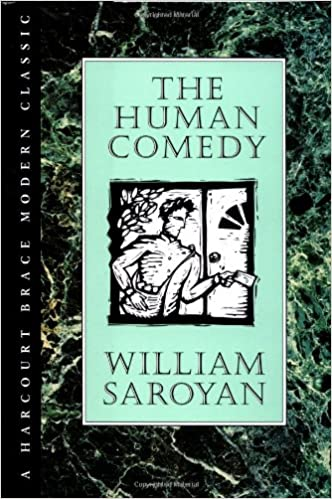 THE
HUMAN
COMEDY
WILLIAM
SAROYAN
A HARCOURT BRACE MODERN CLASSIC